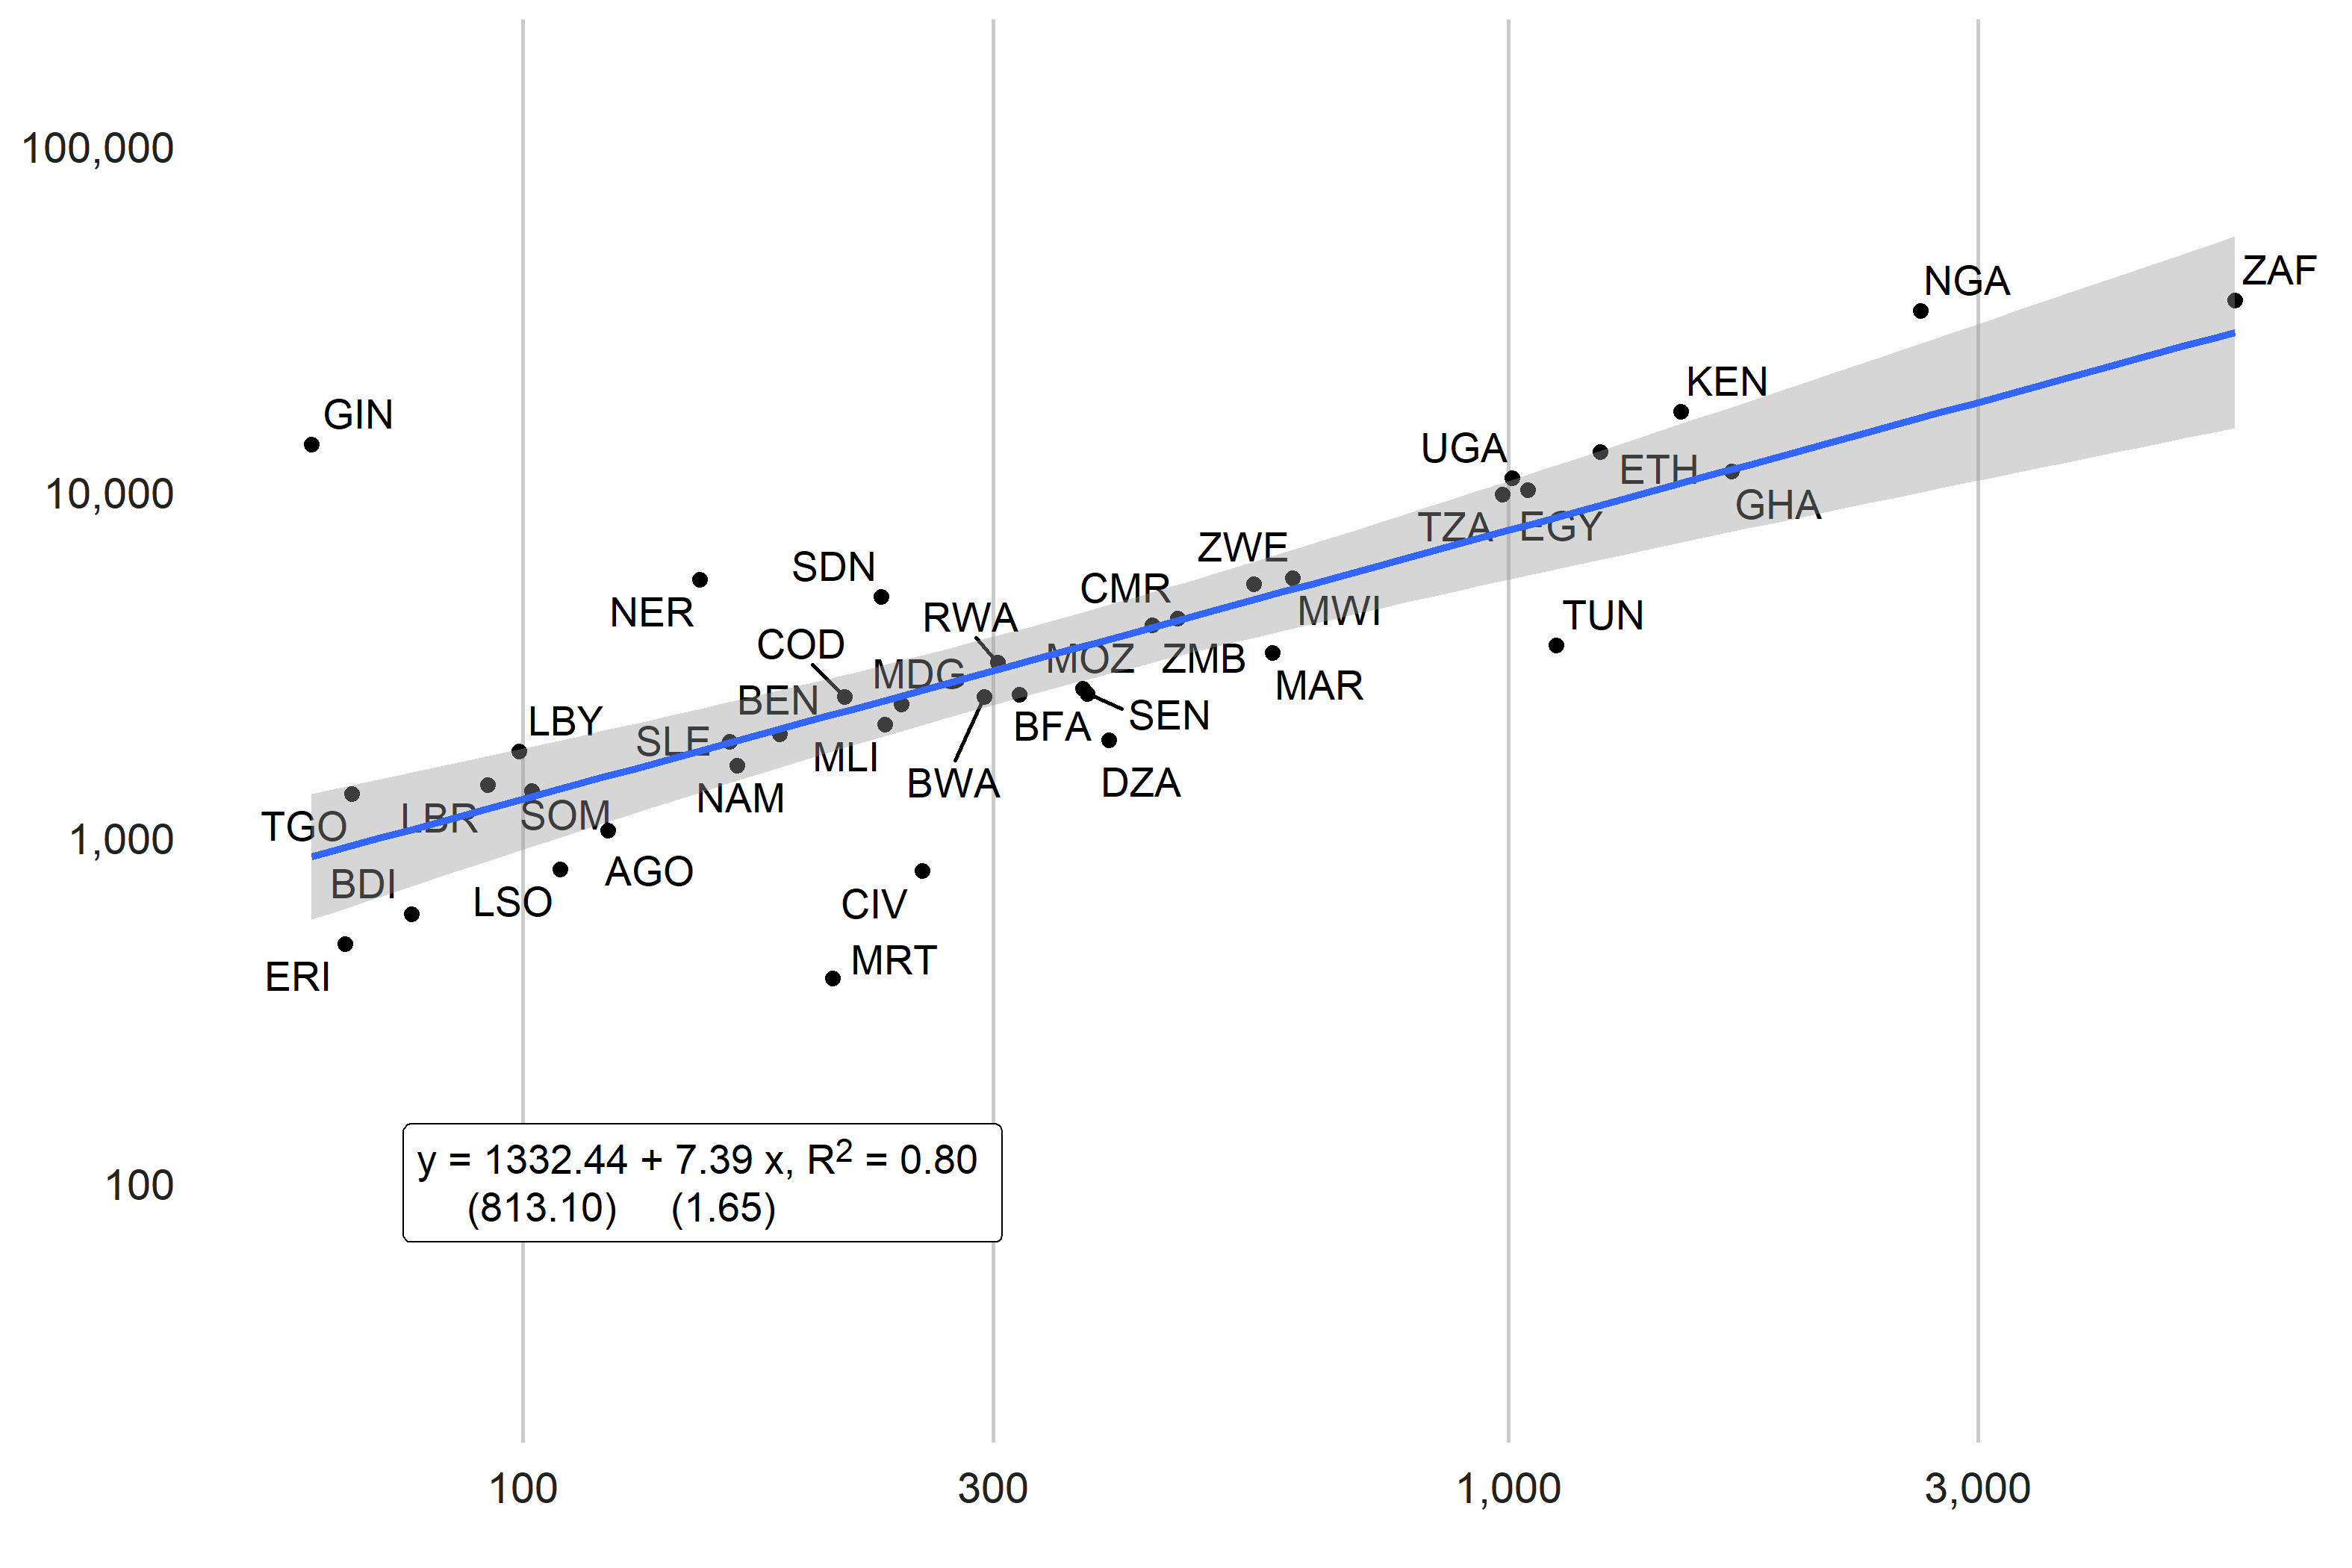 100,000
ZAF
NGA
KEN
GIN
UGA
ETH
10,000
GHA
TZA
EGY
ZWE
SDN
CMR
NER
MWI
TUN
RWA
COD
MOZ
ZMB
MDG
MAR
BEN
SEN
LBY
BFA
SLE
MLI
BWA
DZA
NAM
LBR
SOM
TGO
1,000
AGO
BDI
LSO
CIV
MRT
ERI
y = 1332.44 + 7.39 x, R² = 0.80
(813.10) (1.65)
100
100 300 1,000 3,000